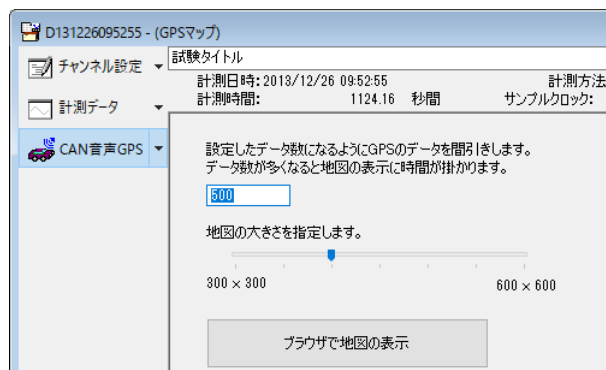 D131226095255 - (GPSマップ)
チャンネル設定
試験タイトル
計測日時: 2013/12/26 09:52:55
計測方法
計測データ
計測時間: 1124.16 秒間
サンプルクロック:
CAN音声GPS
設定したデータ数になるようにGPSのデータを間引きします。
データ数が多くなると地図の表示に時間が掛かります。
500
地図の大きさを指定します。
300 × 300
600 × 600
ブラウザで地図の表示